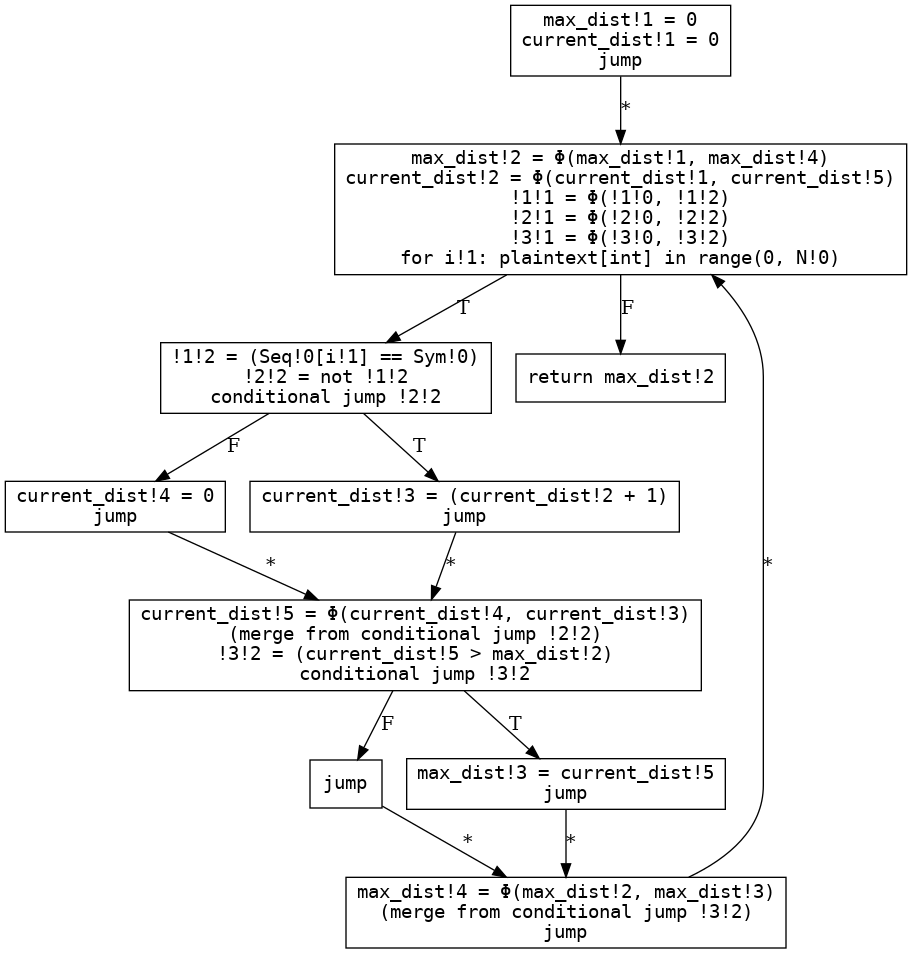 max_dist!1 = 0
current_dist!1 = 0
jump
*
max_dist!2 = Φ(max_dist!1, max_dist!4)
current_dist!2 = Φ(current_dist!1, current_dist!5)
!1!1 = Φ(!1!0, !1!2)
!2!1 = Φ(!2!0, !2!2)
!3!1 = Φ(!3!0, !3!2)
for i!1: plaintext[int] in range(0, N!0)
T
F
!1!2 = (Seq!0[i!1] == Sym!0)
!2!2 = not !1!2
conditional jump !2!2
return max_dist!2
F
T
current_dist!4 = 0
jump
current_dist!3 = (current_dist!2 + 1)
jump
*
*
*
current_dist!5 = Φ(current_dist!4, current_dist!3)
(merge from conditional jump !2!2)
!3!2 = (current_dist!5 > max_dist!2)
conditional jump !3!2
F
T
jump
max_dist!3 = current_dist!5
jump
*
*
max_dist!4 = Φ(max_dist!2, max_dist!3)
(merge from conditional jump !3!2)
jump